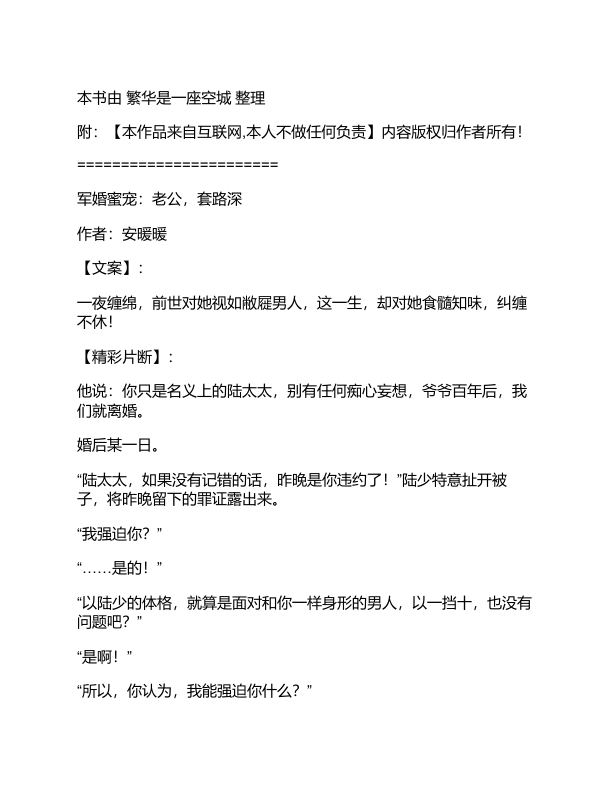 本书由 繁华是一座空城 整理
附：【本作品来自互联网,本人不做任何负责】内容版权归作者所有！
=======================
军婚蜜宠：老公，套路深
作者：安暖暖
【文案】：
一夜缠绵，前世对她视如敝屣男人，这一生，却对她食髓知味，纠缠
不休！
【精彩片断】：
他说：你只是名义上的陆太太，别有任何痴心妄想，爷爷百年后，我
们就离婚。
婚后某一日。
“陆太太，如果没有记错的话，昨晚是你违约了！”陆少特意扯开被
子，将昨晚留下的罪证露出来。
“我强迫你？”
“……是的！”
“以陆少的体格，就算是面对和你一样身形的男人，以一挡十，也没有
问题吧？”
“是啊！”
“所以，你认为，我能强迫你什么？”